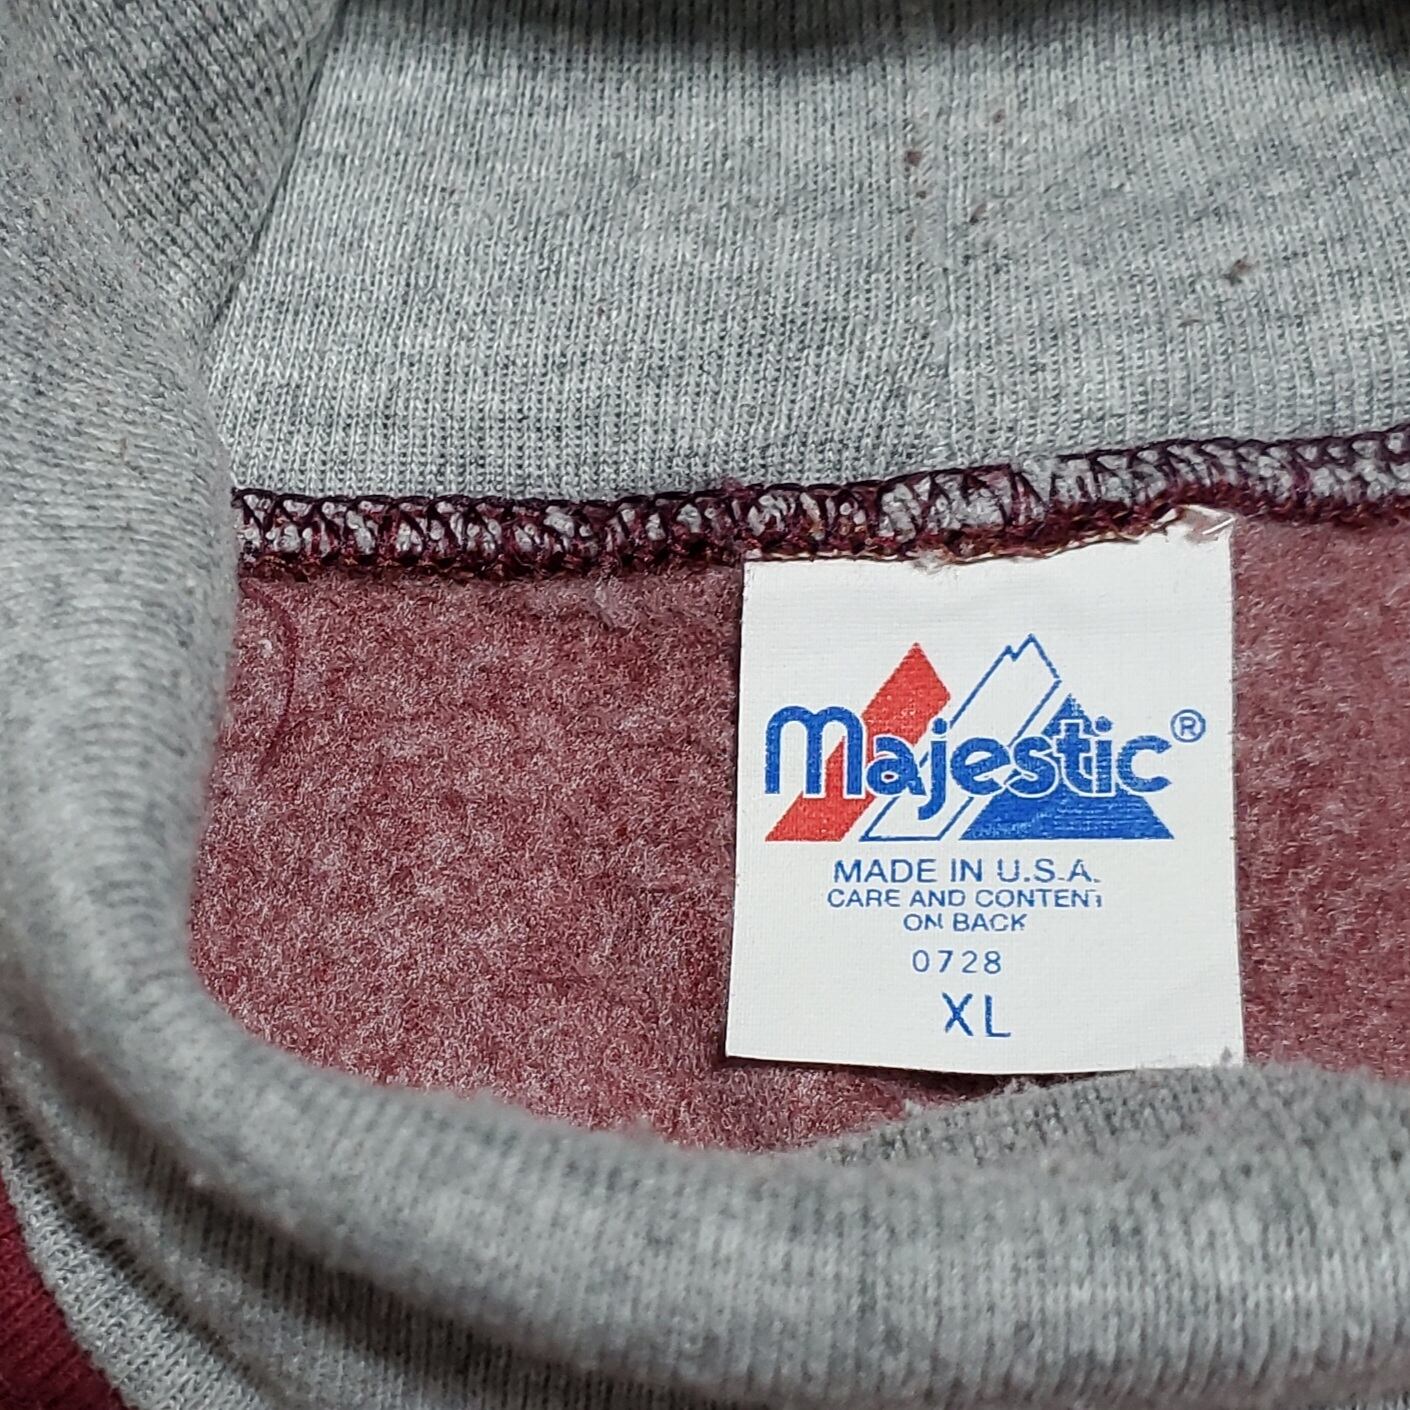 Majestic®
MADE IN U.S.A.
CARE AND CONTENT
ON BACK
0728
XL